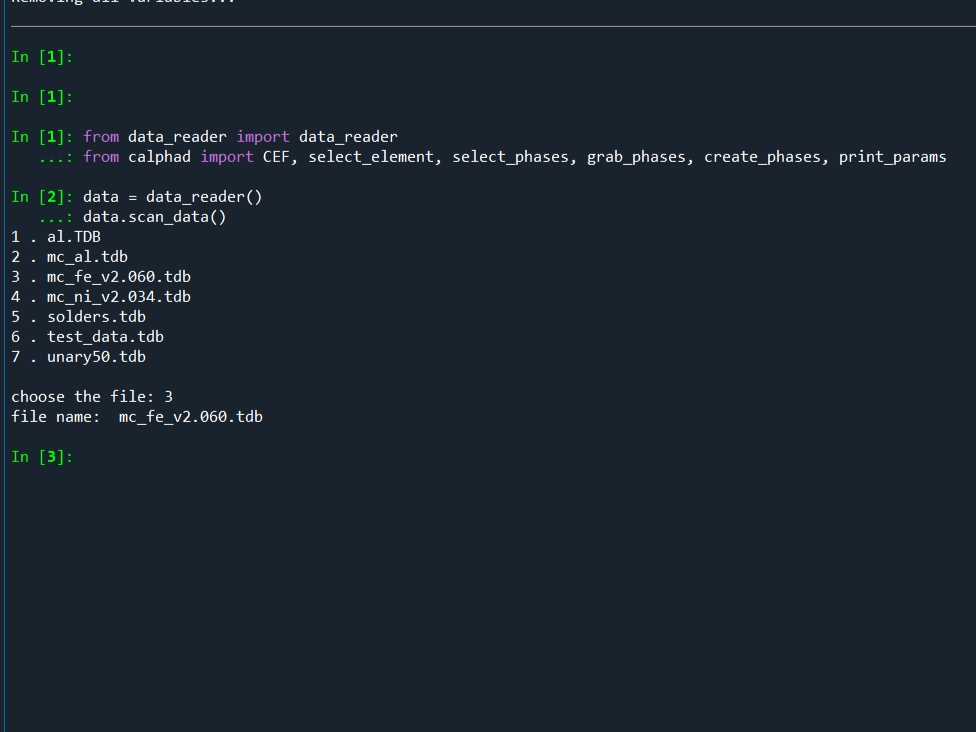 Removing all variables...
In [1]:
In [1]:
In [1]: from data_reader import data_reader
...: from calphad import CEF, select_element, select_phases, grab_phases, create_phases, print_params
In [2]: data = data_reader()
...: data.scan_data()
1 . al.TDB
2 . mc_al.tdb
3 . mc_fe_v2.060.tdb
4 . mc_ni_v2.034.tdb
5 . solders.tdb
6 . test_data.tdb
7 . unary50.tdb
choose the file: 3
file name:  mc_fe_v2.060.tdb
In [3]: